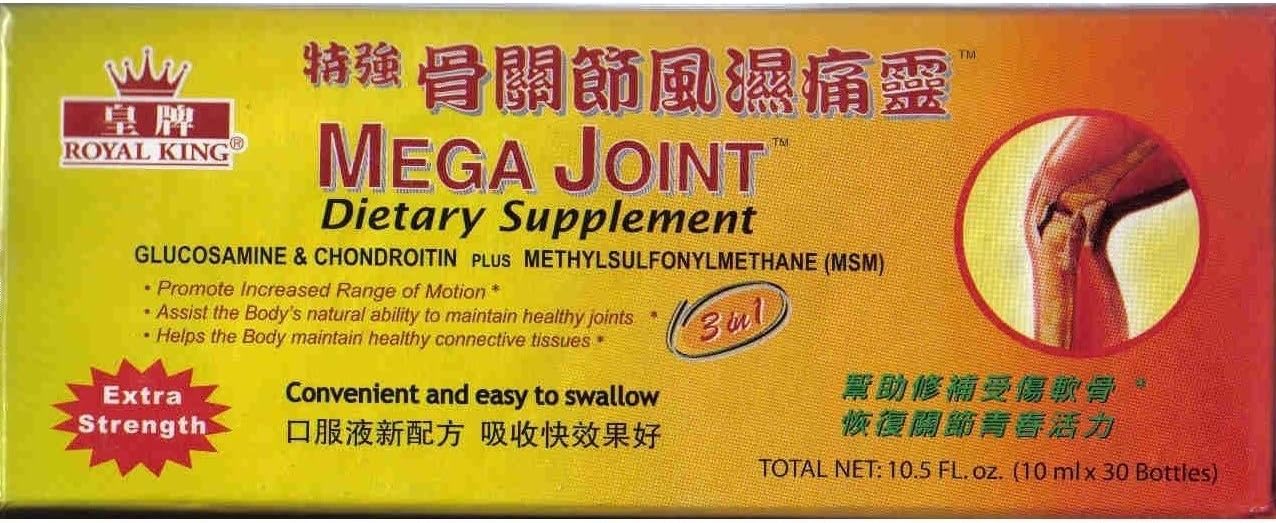 皇牌
ROYAL KING®
特強 骨關節風濕痛靈™
MEGA JOINT™
Dietary Supplement
GLUCOSAMINE & CHONDROITIN PLUS METHYLSULFONYLMETHANE (MSM)
• Promote Increased Range of Motion *
• Assist the Body's natural ability to maintain healthy joints *
• Helps the Body maintain healthy connective tissues *
3 in 1
Extra
Strength
Convenient and easy to swallow
口服液新配方 吸收快效果好
幫助修補受傷軟骨 *
恢復關節青春活力
TOTAL NET: 10.5 FL. oz. (10 ml x 30 Bottles)